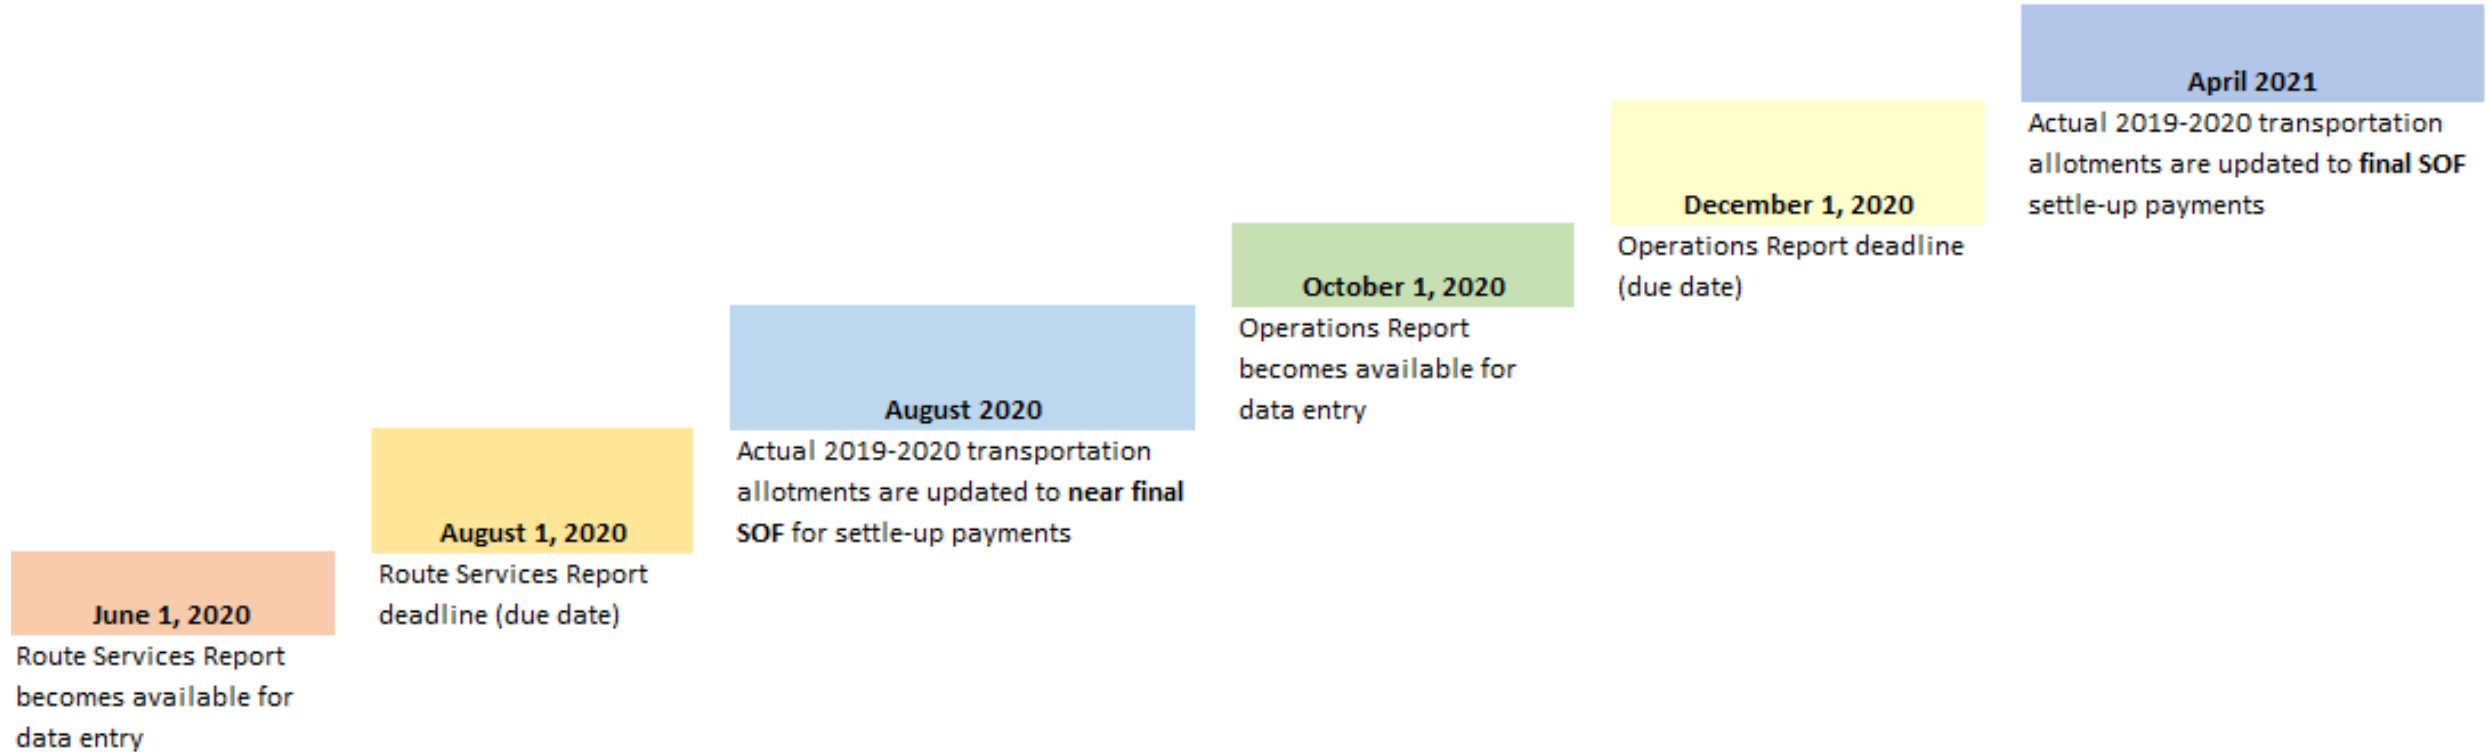 June 1, 2020
Route Services Report
becomes available for
data entry
August 1, 2020
Route Services Report
deadline (due date)
August 2020
Actual 2019-2020 transportation
allotments are updated to near final
SOF for settle-up payments
October 1, 2020
Operations Report
becomes available for
data entry
December 1, 2020
Operations Report deadline
(due date)
April 2021
Actual 2019-2020 transportation
allotments are updated to final SOF
settle-up payments